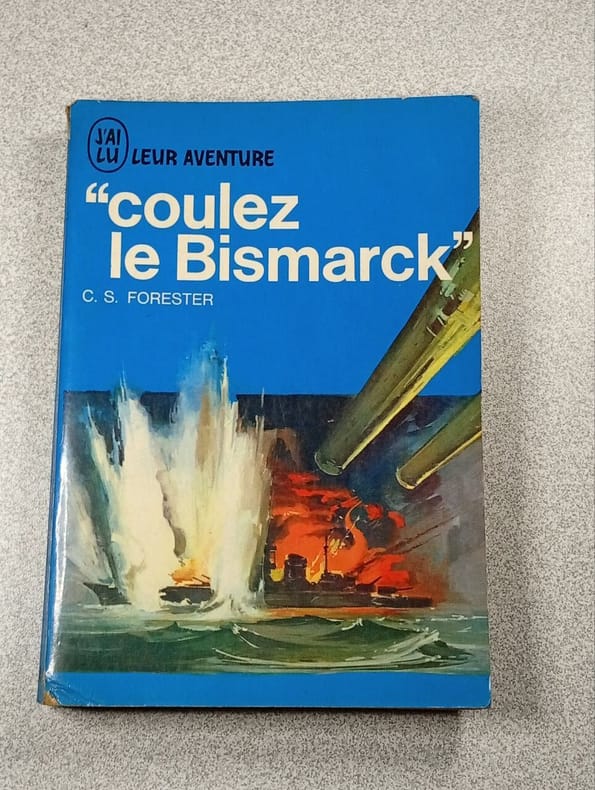 J'AI
LU
LEUR AVENTURE
“coulez
le Bismarck”
C. S. FORESTER